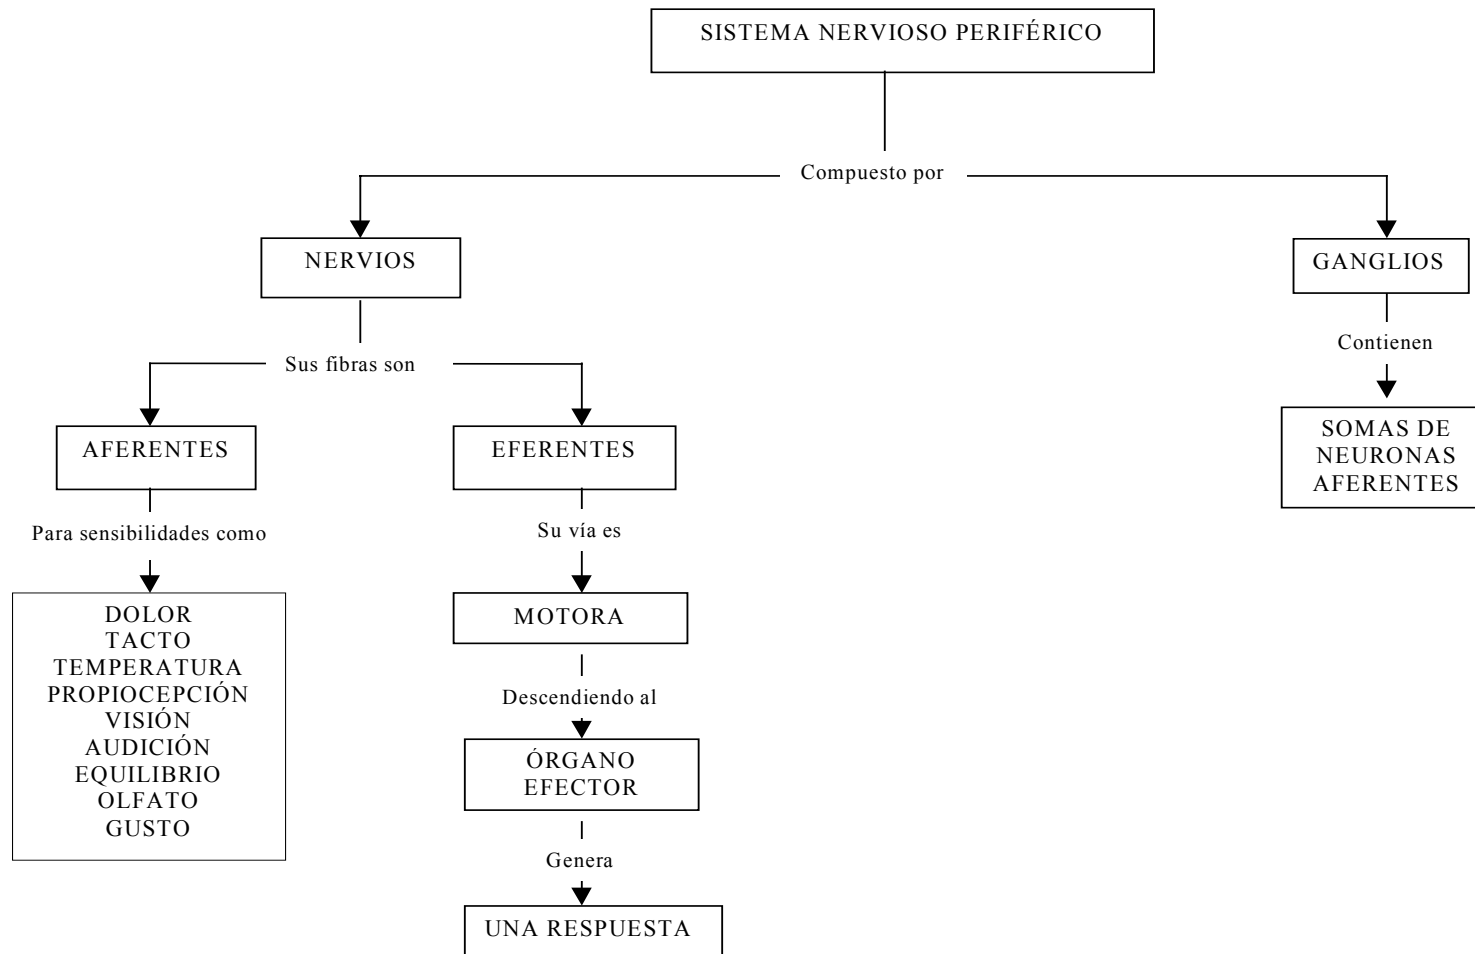 SISTEMA NERVIOSO PERIFÉRICO
Compuesto por
NERVIOS
GANGLIOS
Sus fibras son
Contienen
AFERENTES
EFERENTES
SOMAS DE
NEURONAS
AFERENTES
Para sensibilidades como
Su vía es
DOLOR
TACTO
TEMPERATURA
PROPIOCEPCIÓN
VISIÓN
AUDICIÓN
EQUILIBRIO
OLFATO
GUSTO
MOTORA
Descendiendo al
ÓRGANO
EFECTOR
Genera
UNA RESPUESTA